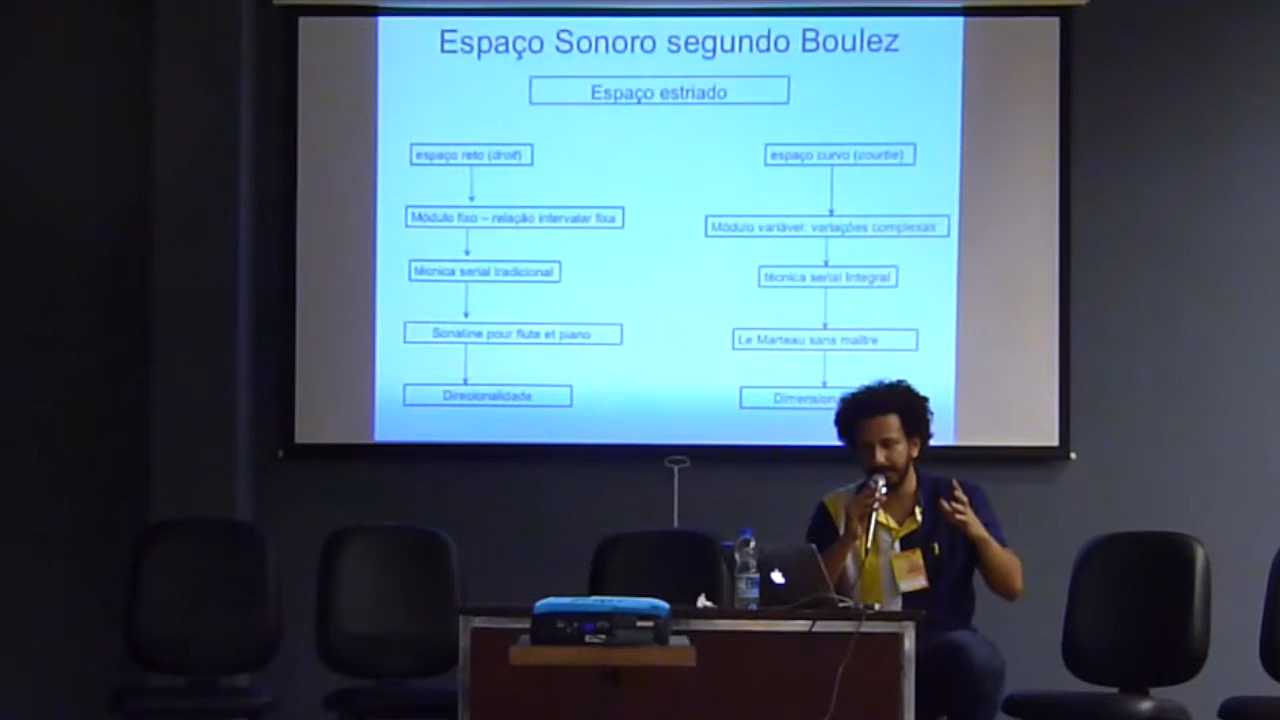 Espaço Sonoro segundo Boulez
Espaço estriado
espaço reto (droit)
espaço curvo (courbe)
Módulo fixo – relação intervalar fixa
Módulo variável: variações complexas
técnica serial tradicional
técnica serial Integral
Sonatine pour flute et piano
Le Marteau sans maître
Direcionalidade
Dimension